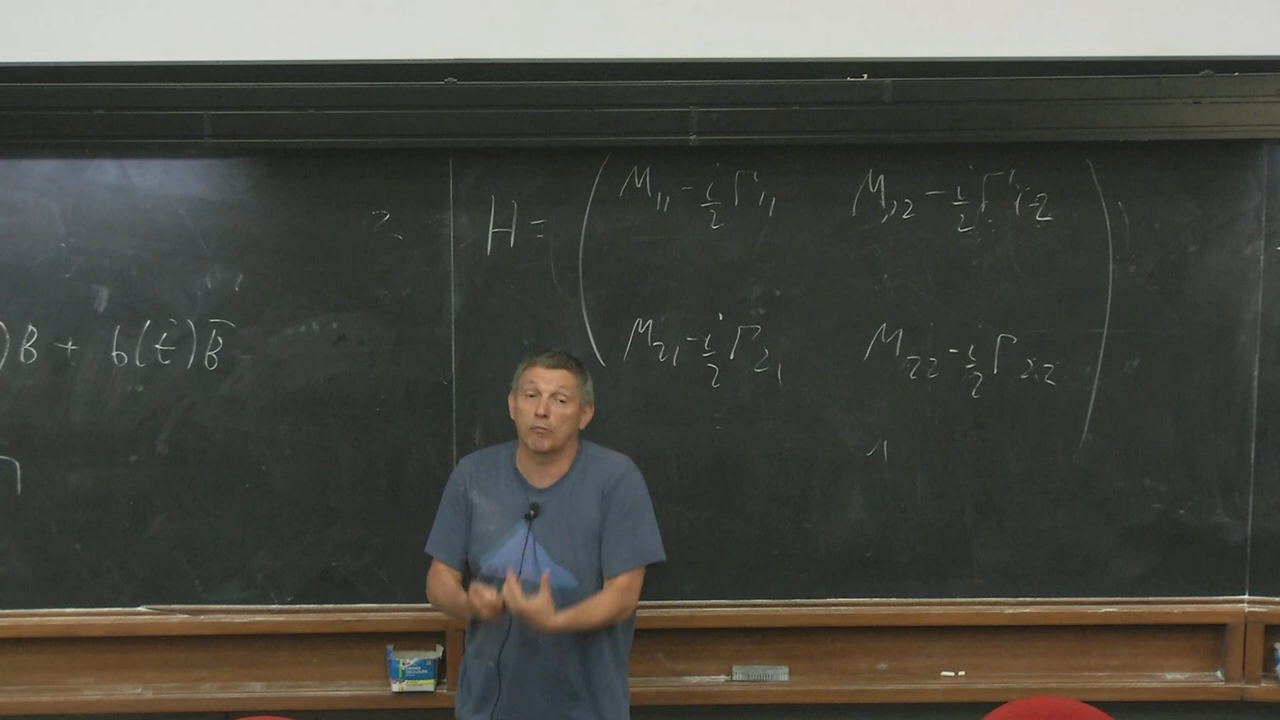 )B + b(t)B̄
H = ( M₁₁ - i/2 Γ₁₁   M₁₂ - i/2 Γ₁₂
M₂₁ - i/2 Γ₂₁   M₂₂ - i/2 Γ₂₂ )